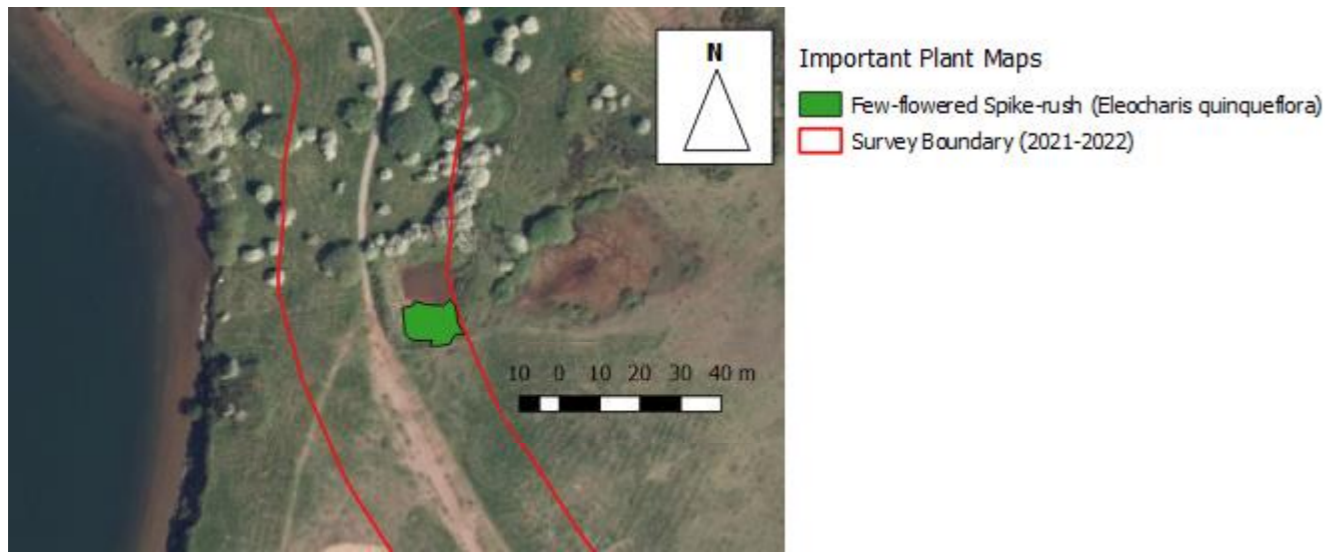 N
Important Plant Maps
Few-flowered Spike-rush (Eleocharis quinqueflora)
Survey Boundary (2021-2022)
10 0 10 20 30 40 m